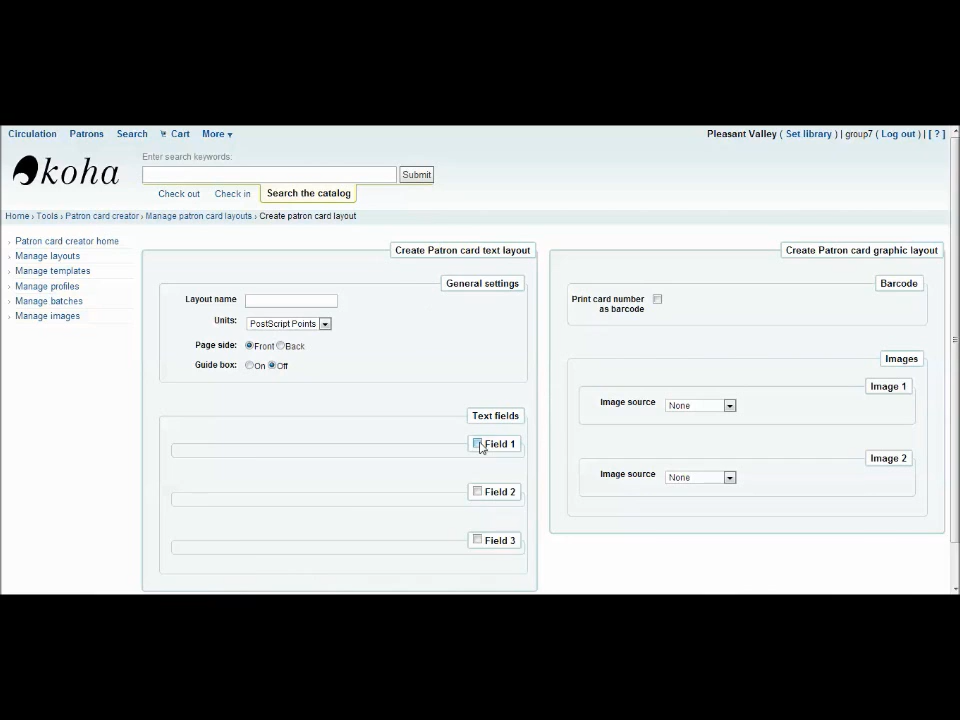 Circulation Patrons Search Cart More ▾ Pleasant Valley ( Set library ) | group7 ( Log out ) | [ ? ]
koha
Enter search keywords:
Submit
Check out Check in Search the catalog
Home › Tools › Patron card creator › Manage patron card layouts › Create patron card layout
› Patron card creator home
› Manage layouts
› Manage templates
› Manage profiles
› Manage batches
› Manage images
Create Patron card text layout
General settings
Layout name
Units: PostScript Points
Page side: Front Back
Guide box: On Off
Text fields
Field 1
Field 2
Field 3
Create Patron card graphic layout
Barcode
Print card number
as barcode
Images
Image 1
Image source None
Image 2
Image source None